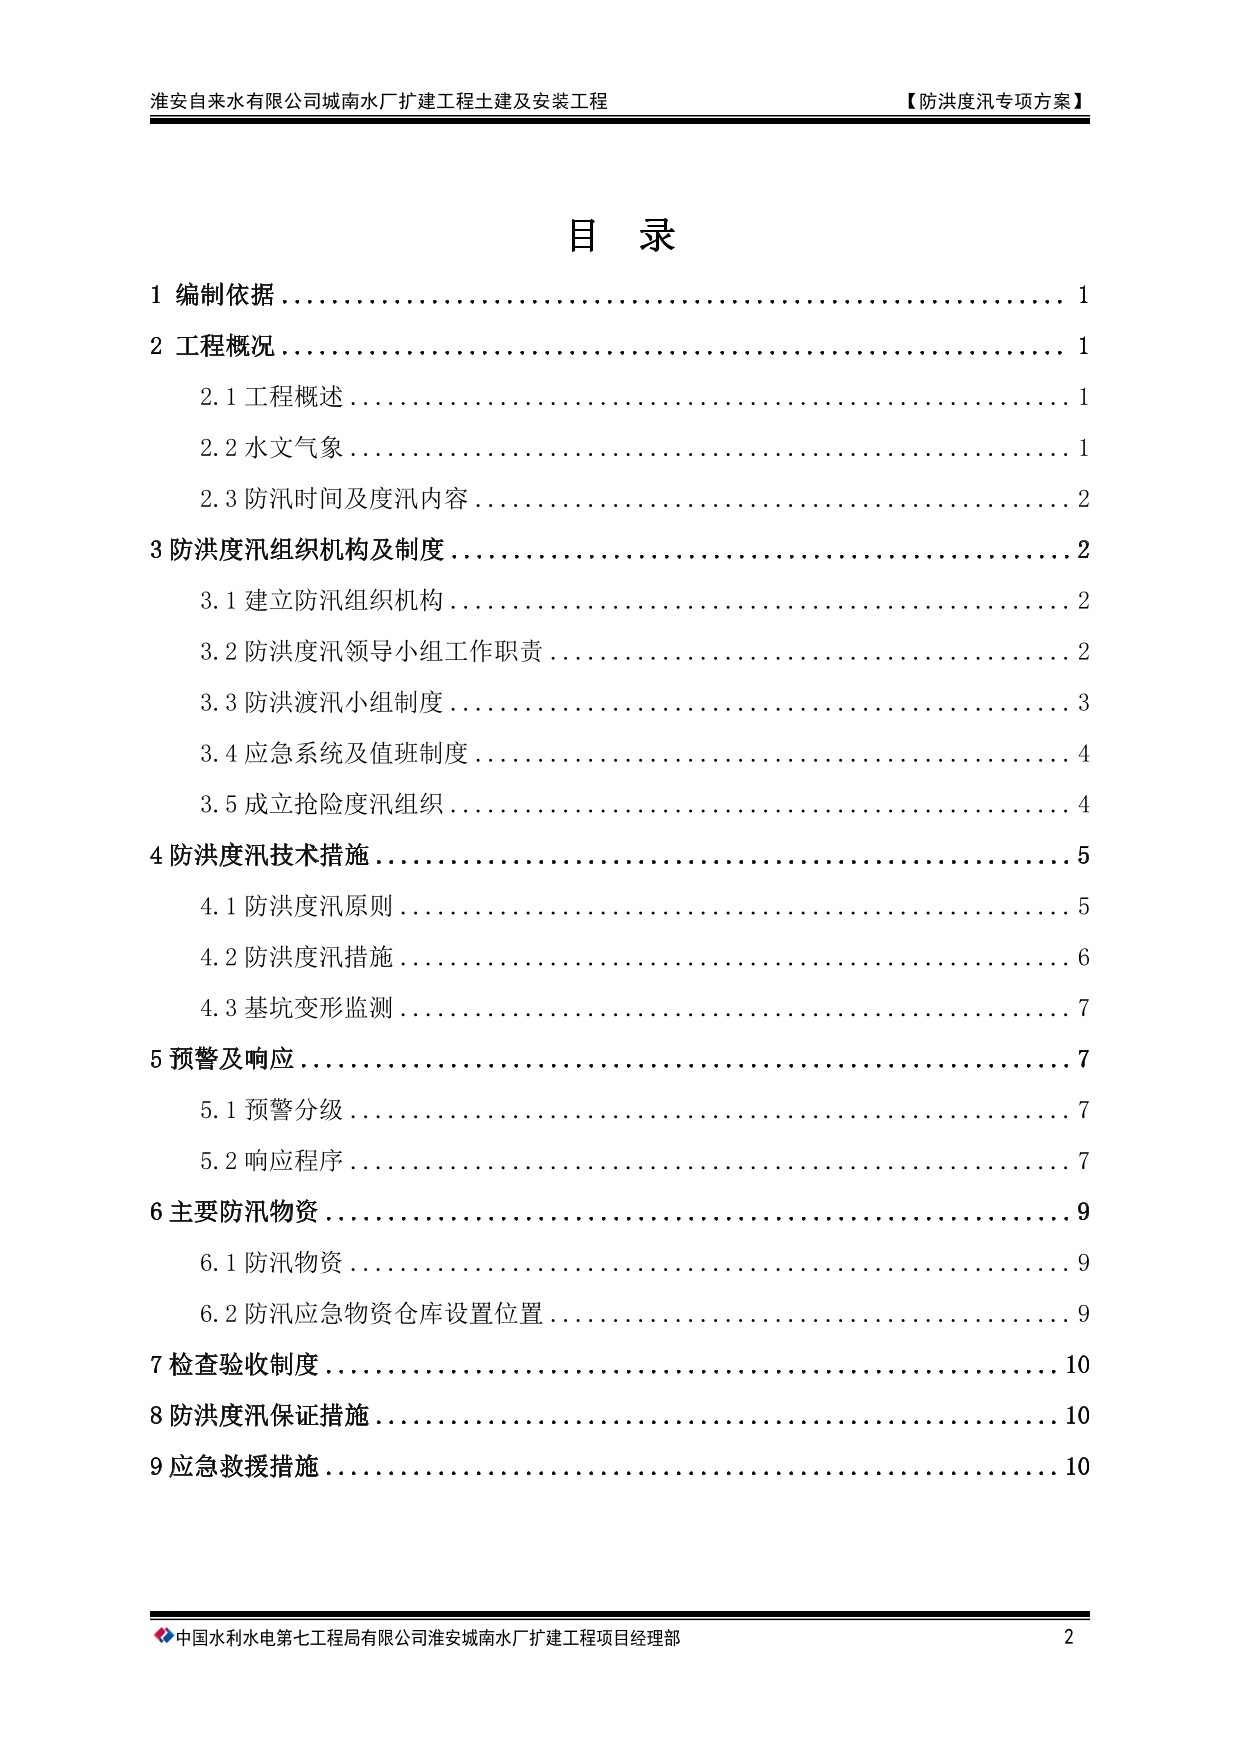 淮安自来水有限公司城南水厂扩建工程土建及安装工程 【防洪度汛专项方案】
目 录
1 编制依据............................................................... 1
2 工程概况............................................................... 1
2.1 工程概述.......................................................... 1
2.2 水文气象.......................................................... 1
2.3 防汛时间及度汛内容................................................ 2
3 防洪度汛组织机构及制度.................................................. 2
3.1 建立防汛组织机构.................................................. 2
3.2 防洪度汛领导小组工作职责.......................................... 2
3.3 防洪渡汛小组制度.................................................. 3
3.4 应急系统及值班制度................................................ 4
3.5 成立抢险度汛组织.................................................. 4
4 防洪度汛技术措施........................................................ 5
4.1 防洪度汛原则...................................................... 5
4.2 防洪度汛措施...................................................... 6
4.3 基坑变形监测...................................................... 7
5 预警及响应.............................................................. 7
5.1 预警分级.......................................................... 7
5.2 响应程序.......................................................... 7
6 主要防汛物资............................................................ 9
6.1 防汛物资.......................................................... 9
6.2 防汛应急物资仓库设置位置.......................................... 9
7 检查验收制度........................................................... 10
8 防洪度汛保证措施....................................................... 10
9 应急救援措施........................................................... 10
中国水利水电第七工程局有限公司淮安城南水厂扩建工程项目经理部 2